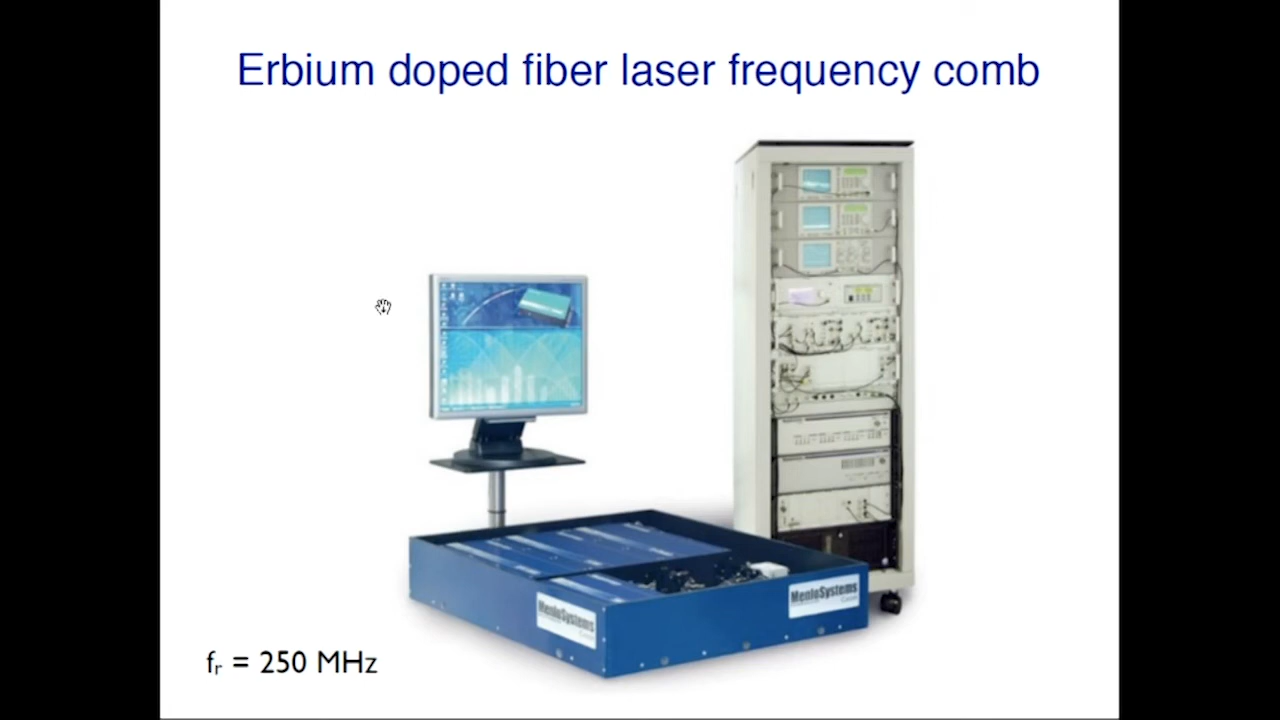 Erbium doped fiber laser frequency comb
MenloSystems
MenloSystems
fr = 250 MHz